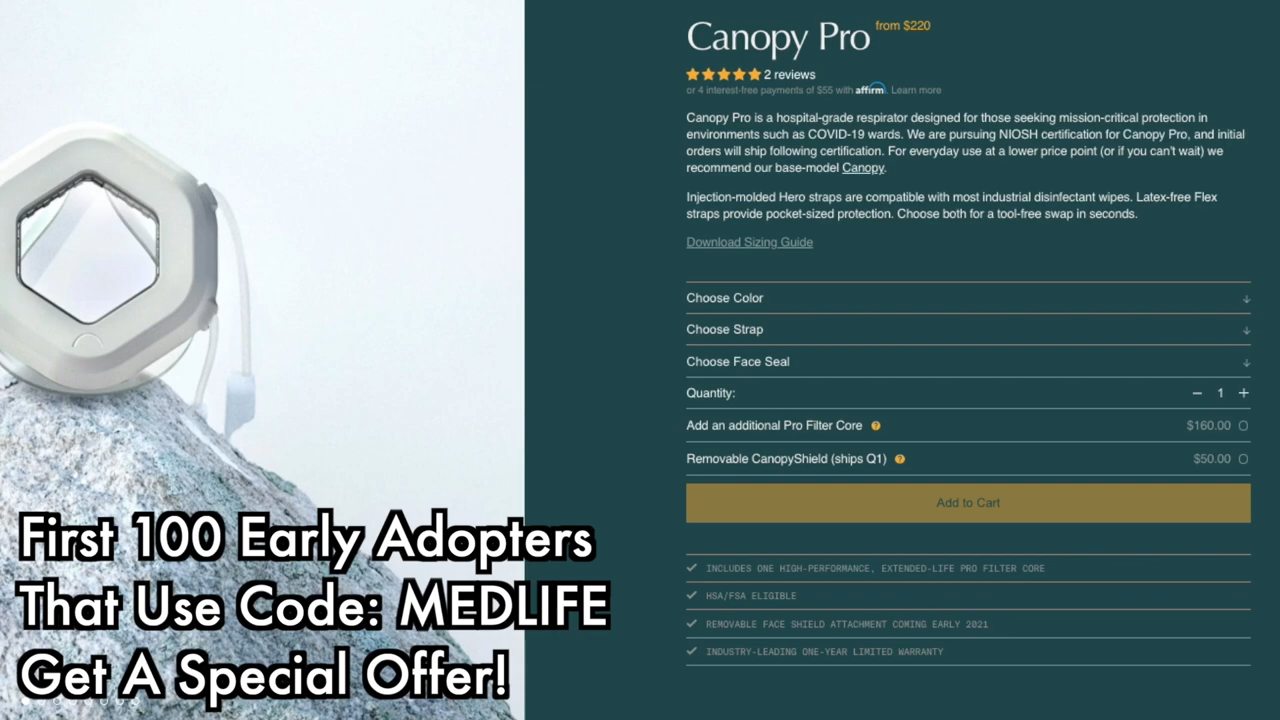 Canopy Pro from $220
2 reviews
or 4 interest-free payments of $55 with affirm. Learn more
Canopy Pro is a hospital-grade respirator designed for those seeking mission-critical protection in
environments such as COVID-19 wards. We are pursuing NIOSH certification for Canopy Pro, and initial
orders will ship following certification. For everyday use at a lower price point (or if you can't wait) we
recommend our base-model Canopy.
Injection-molded Hero straps are compatible with most industrial disinfectant wipes. Latex-free Flex
straps provide pocket-sized protection. Choose both for a tool-free swap in seconds.
Download Sizing Guide
Choose Color
Choose Strap
Choose Face Seal
Quantity: − 1 +
Add an additional Pro Filter Core ? $160.00
Removable CanopyShield (ships Q1) ? $50.00
Add to Cart
INCLUDES ONE HIGH-PERFORMANCE, EXTENDED-LIFE PRO FILTER CORE
HSA/FSA ELIGIBLE
REMOVABLE FACE SHIELD ATTACHMENT COMING EARLY 2021
INDUSTRY-LEADING ONE-YEAR LIMITED WARRANTY
First 100 Early Adopters
That Use Code: MEDLIFE
Get A Special Offer!